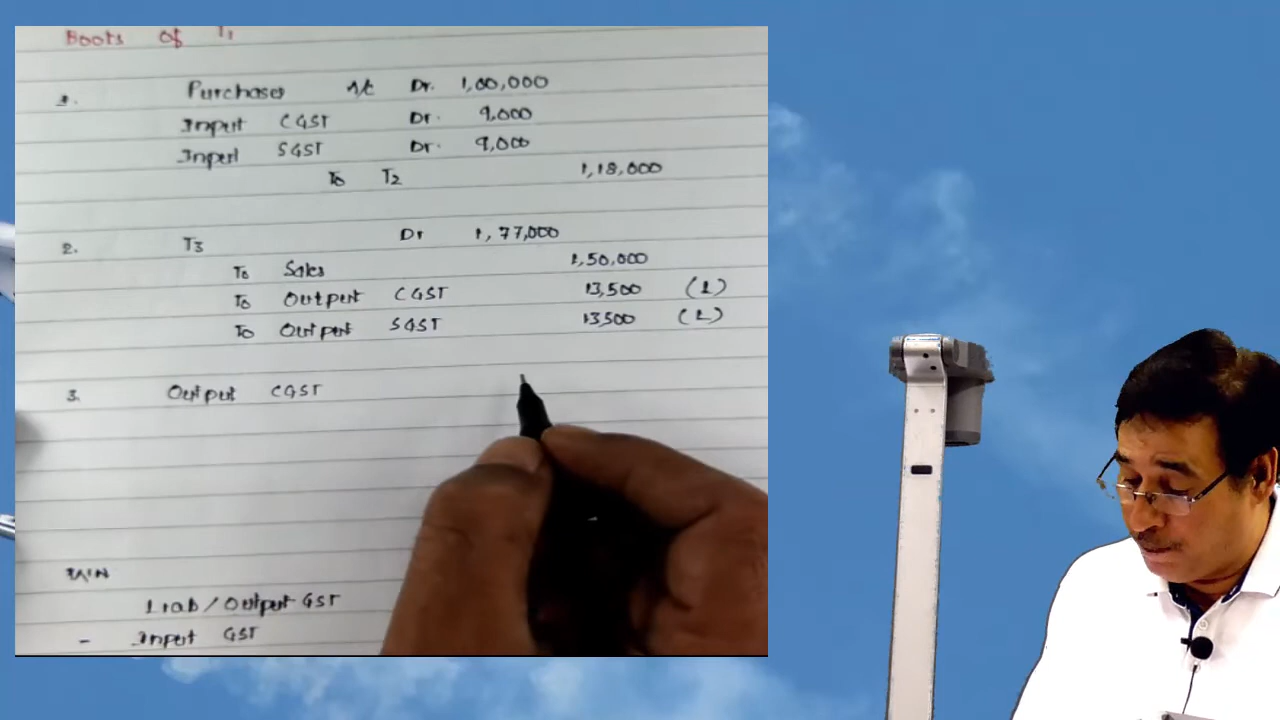 Books of T1
1. Purchases A/c Dr. 1,00,000
Input CGST Dr. 9,000
Input SGST Dr. 9,000
To T2 1,18,000
2. T3 Dr 1,77,000
To Sales 1,50,000
To Output CGST 13,500 (L)
To Output SGST 13,500 (L)
3. Output CGST
Liab/Output GST
- Input GST